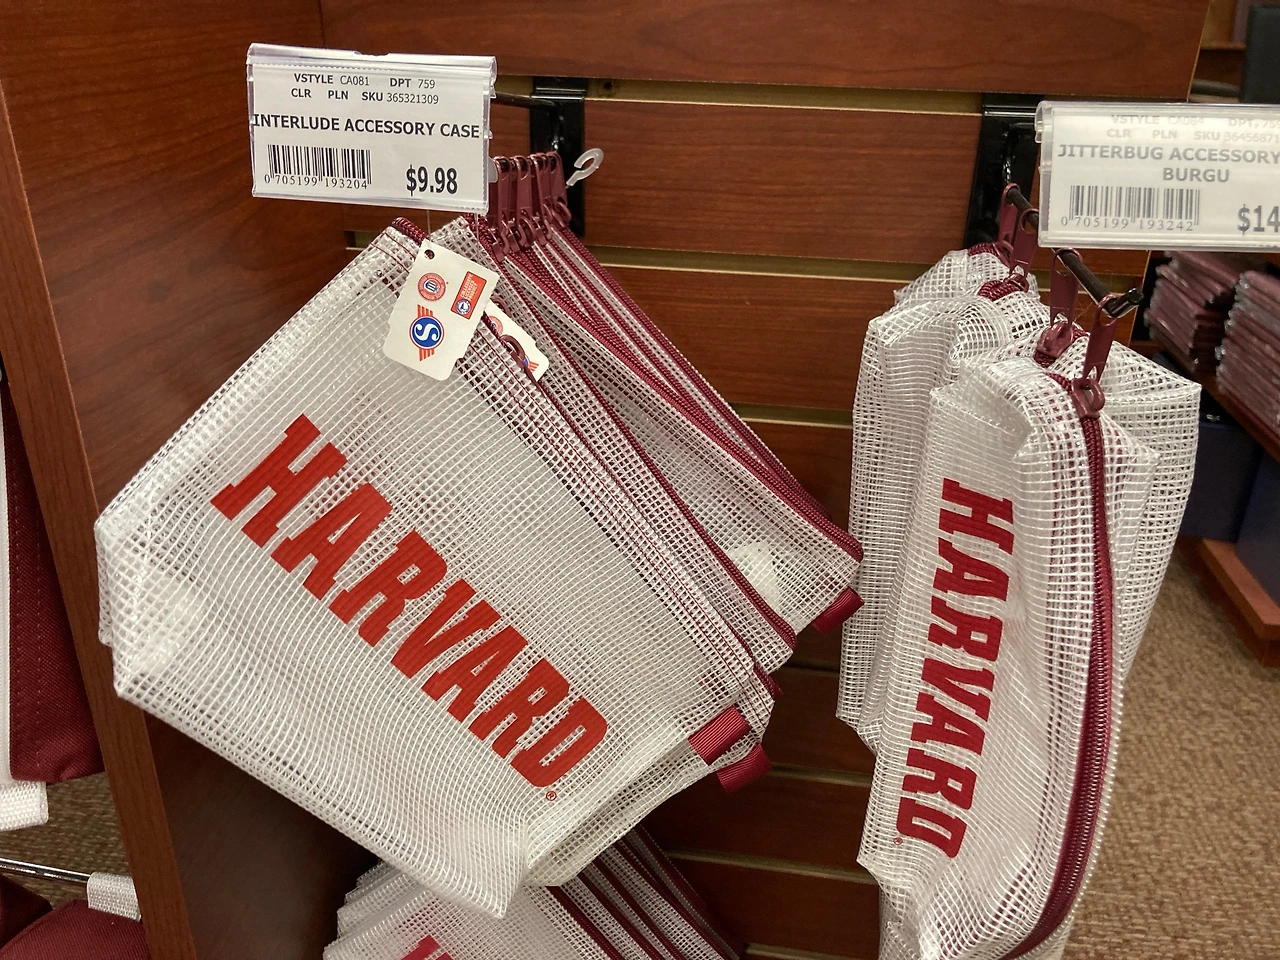 VSTYLE CA081 DPT 759
CLR PLN SKU 365321309
INTERLUDE ACCESSORY CASE
0 705199 193204
$9.98
VSTYLE
CLR PLN SKU
JITTERBUG ACCESSORY
BURGU
0 705199 193242
$14
S
HARVARD
®
HARVARD